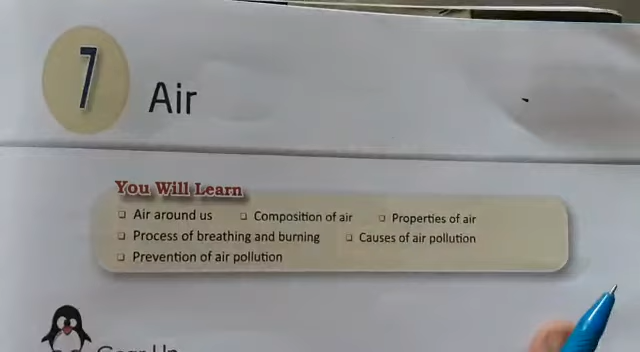 7
Air
You Will Learn
❑ Air around us ❑ Composition of air ❑ Properties of air
❑ Process of breathing and burning ❑ Causes of air pollution
❑ Prevention of air pollution